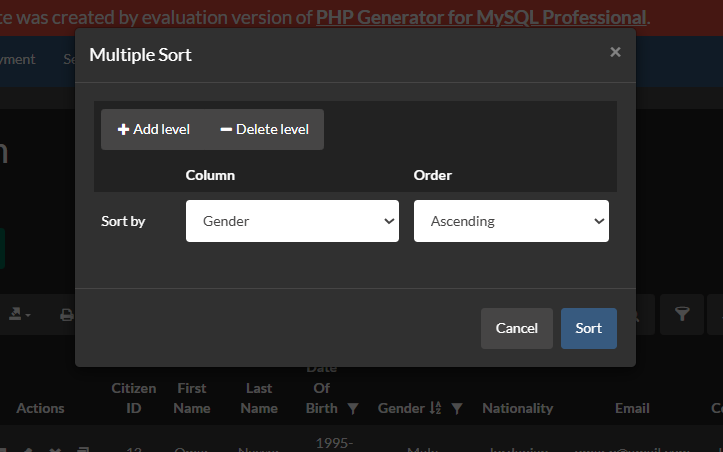 te was created by evaluation version of PHP Generator for MySQL Professional.
Multiple Sort
×
yment Se
Add level Delete level
Column Order
Sort by Gender Ascending
Cancel Sort
Actions Citizen ID First Name Last Name Date Of Birth Gender Nationality Email
1995-